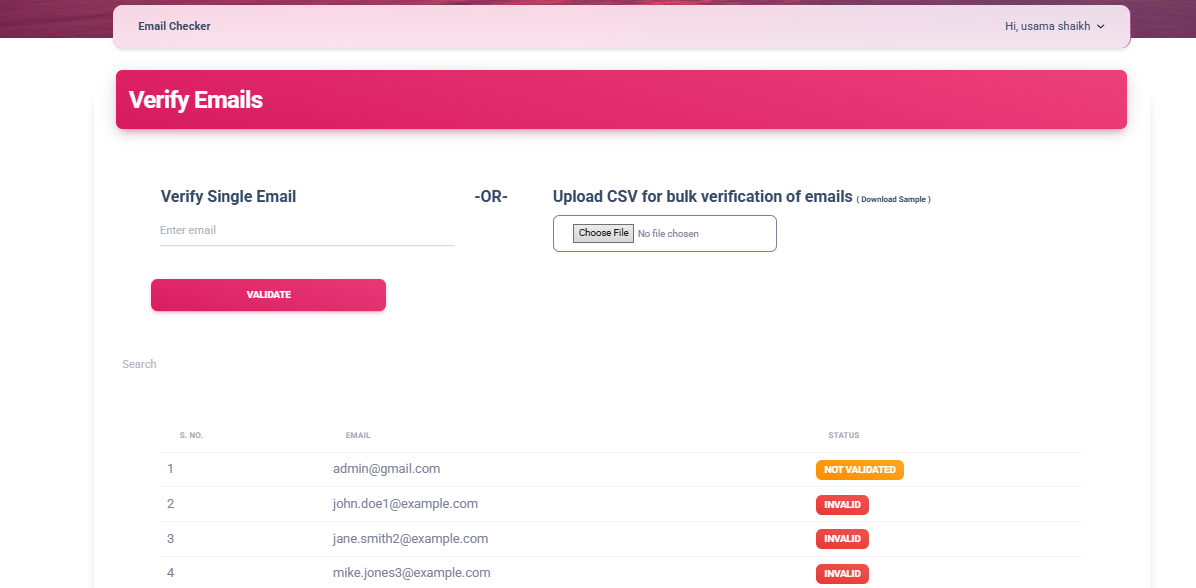 Email Checker
Hi, usama shaikh
Verify Emails
Verify Single Email
-OR-
Upload CSV for bulk verification of emails ( Download Sample )
Enter email
Choose File No file chosen
VALIDATE
Search
S. NO. EMAIL STATUS
1 admin@gmail.com NOT VALIDATED
2 john.doe1@example.com INVALID
3 jane.smith2@example.com INVALID
4 mike.jones3@example.com INVALID